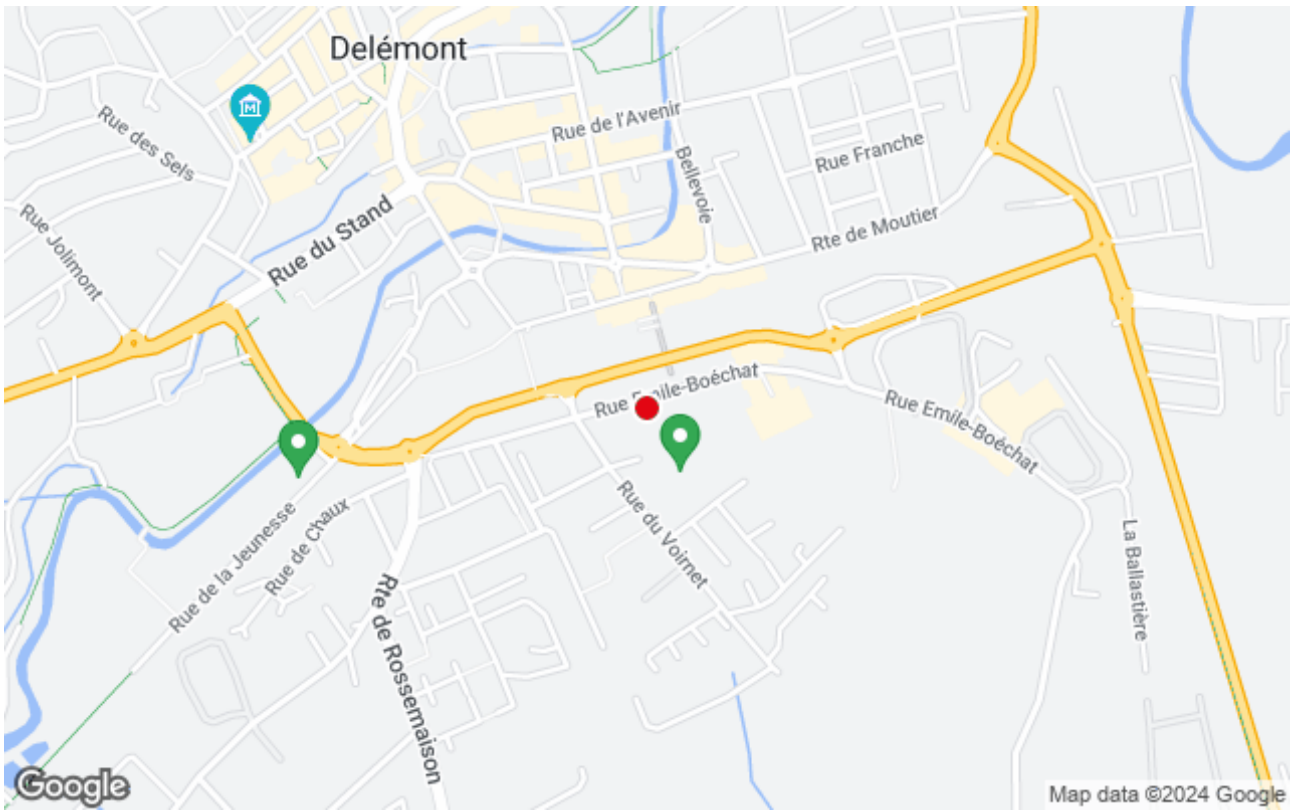 Delémont
Rue de l'Avenir
Rue des Sels
Bellevoie
Rue Franche
Rue Jolimont
Rue du Stand
Rte de Moutier
Rue Emile-Boéchat
Rue Emile-Boéchat
Rue du Voirnet
Rue de Chaux
Rue de la Jeunesse
La Ballastière
Rte de Rossemaison
Google
Map data ©2024 Google